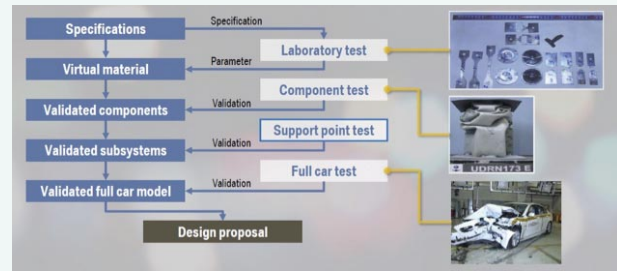 Specifications
Specification
Laboratory test
Virtual material
Parameter
Component test
Validated components
Validation
Support point test
Validated subsystems
Validation
Full car test
Validated full car model
Validation
Design proposal
UDRN173 E